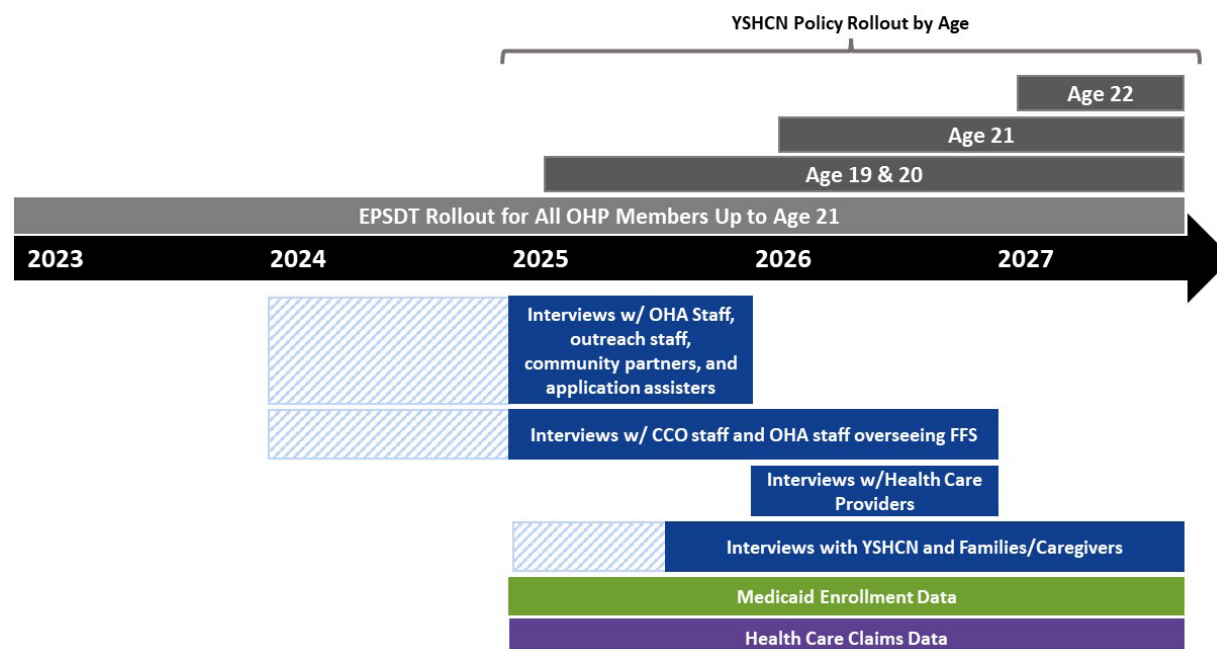 YSHCN Policy Rollout by Age
Age 22
Age 21
Age 19 & 20
EPSDT Rollout for All OHP Members Up to Age 21
2023 2024 2025 2026 2027
Interviews w/ OHA Staff,
outreach staff,
community partners, and
application assisters
Interviews w/ CCO staff and OHA staff overseeing FFS
Interviews w/Health Care
Providers
Interviews with YSHCN and Families/Caregivers
Medicaid Enrollment Data
Health Care Claims Data